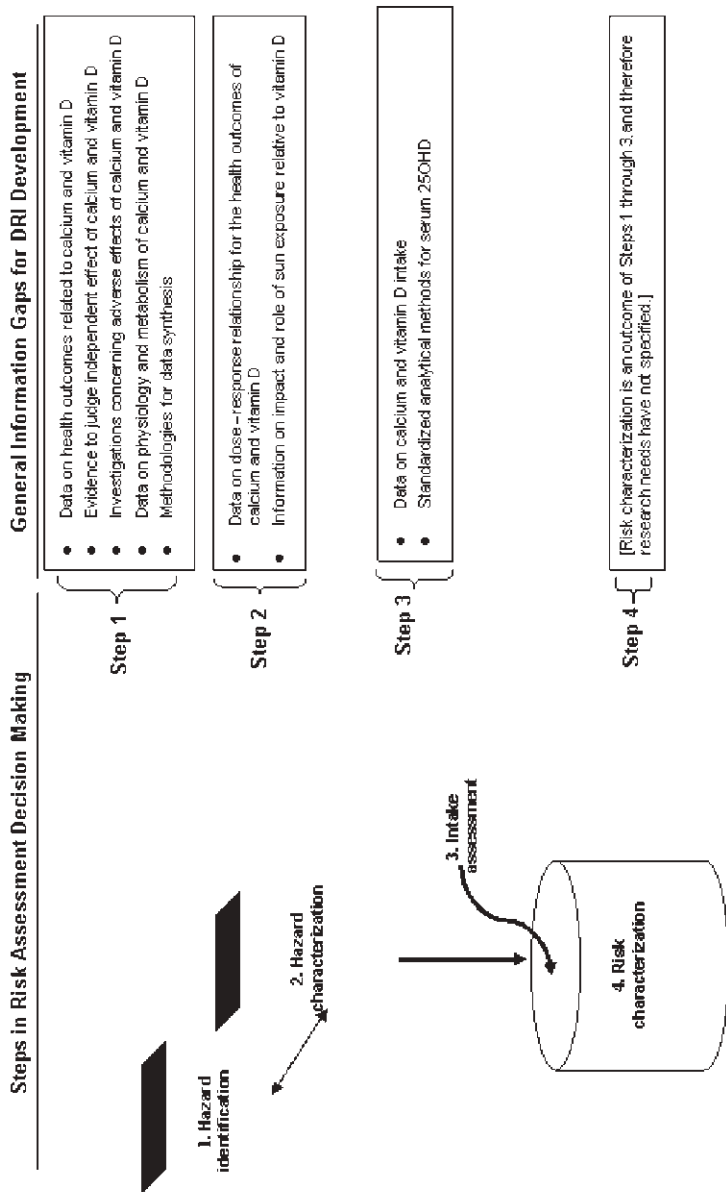 Steps in Risk Assessment Decision Making
1. Hazard
identification
2. Hazard
characterization
3. Intake
assessment
4. Risk
characterization
General Information Gaps for DRI Development
Step 1
● Data on health outcomes related to calcium and vitamin D
● Evidence to judge independent effect of calcium and vitamin D
● Investigations concerning adverse effects of calcium and vitamin D
● Data on physiology and metabolism of calcium and vitamin D
● Methodologies for data synthesis
Step 2
● Data on dose–response relationship for the health outcomes of
calcium and vitamin D
● Information on impact and role of sun exposure relative to vitamin D
Step 3
● Data on calcium and vitamin D intake
● Standardized analytical methods for serum 25OHD
Step 4
[Risk characterization is an outcome of Steps 1 through 3, and therefore
research needs have not specified.]